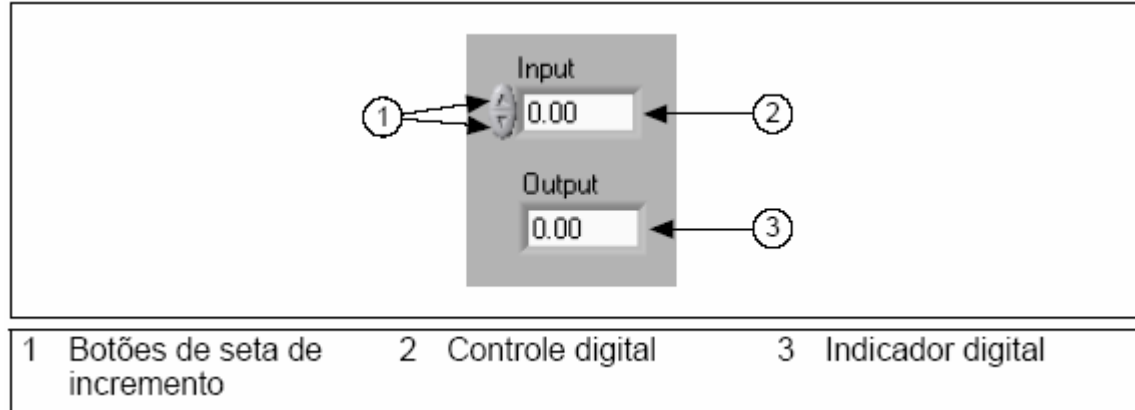 Input
1
0.00
2
Output
0.00
3
1 Botões de seta de incremento
2 Controle digital
3 Indicador digital